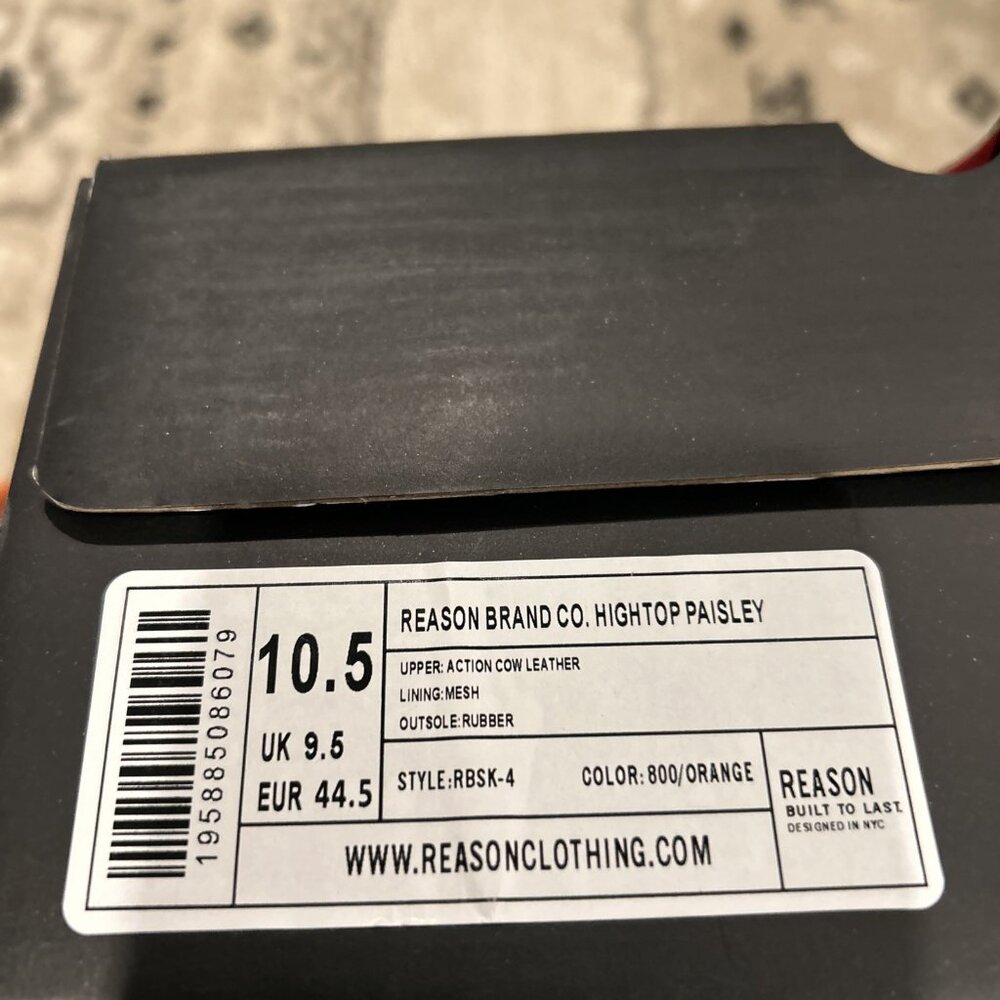 195885086079
10.5
UK 9.5
EUR 44.5
REASON BRAND CO. HIGHTOP PAISLEY
UPPER: ACTION COW LEATHER
LINING:MESH
OUTSOLE:RUBBER
STYLE:RBSK-4 COLOR:800/ORANGE
REASON
BUILT TO LAST.
DESIGNED IN NYC
WWW.REASONCLOTHING.COM